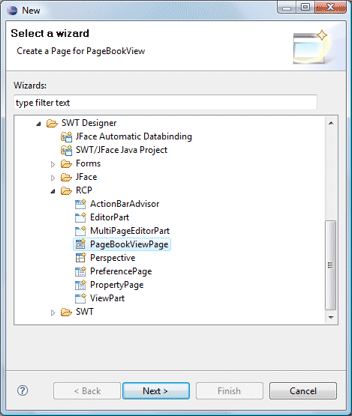 New
Select a wizard
Create a Page for PageBookView
Wizards:
type filter text
SWT Designer
JFace Automatic Databinding
SWT/JFace Java Project
Forms
JFace
RCP
ActionBarAdvisor
EditorPart
MultiPageEditorPart
PageBookViewPage
Perspective
PreferencePage
PropertyPage
ViewPart
SWT
? < Back Next > Finish Cancel